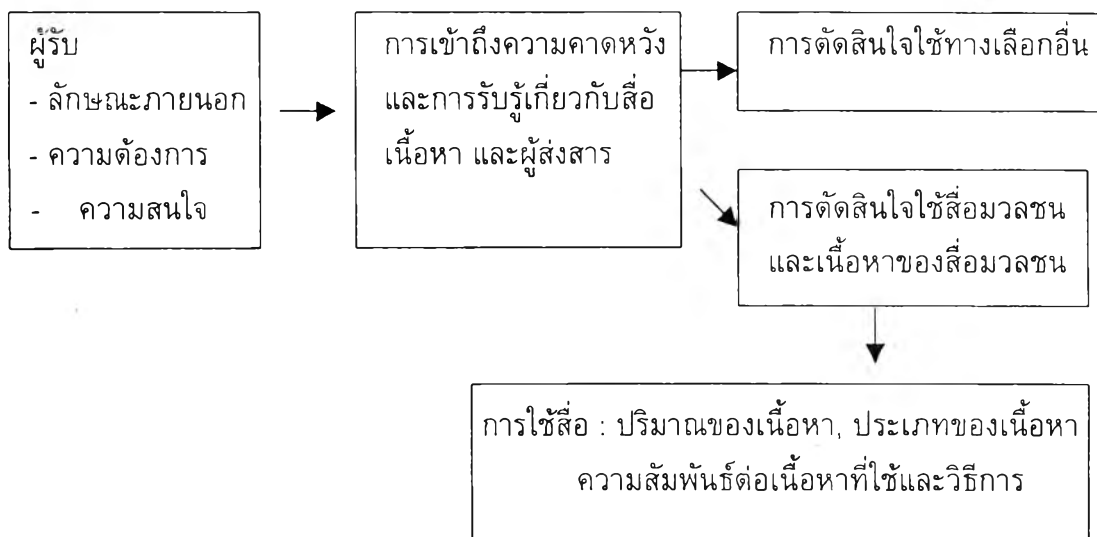 ผู้รับ
- ลักษณะภายนอก
- ความต้องการ
- ความสนใจ
การเข้าถึงความคาดหวัง
และการรับรู้เกี่ยวกับสื่อ
เนื้อหา และผู้ส่งสาร
การตัดสินใจใช้ทางเลือกอื่น
การตัดสินใจใช้สื่อมวลชน
และเนื้อหาของสื่อมวลชน
การใช้สื่อ : ปริมาณของเนื้อหา, ประเภทของเนื้อหา
ความสัมพันธ์ต่อเนื้อหาที่ใช้และวิธีการ